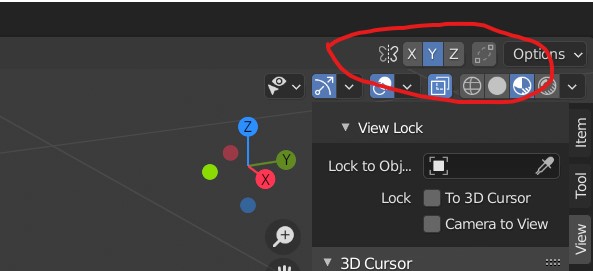 X Y Z Options
View Lock
Z
Y
X
Lock to Obj...
Lock To 3D Cursor
Camera to View
3D Cursor
Item
Tool
View